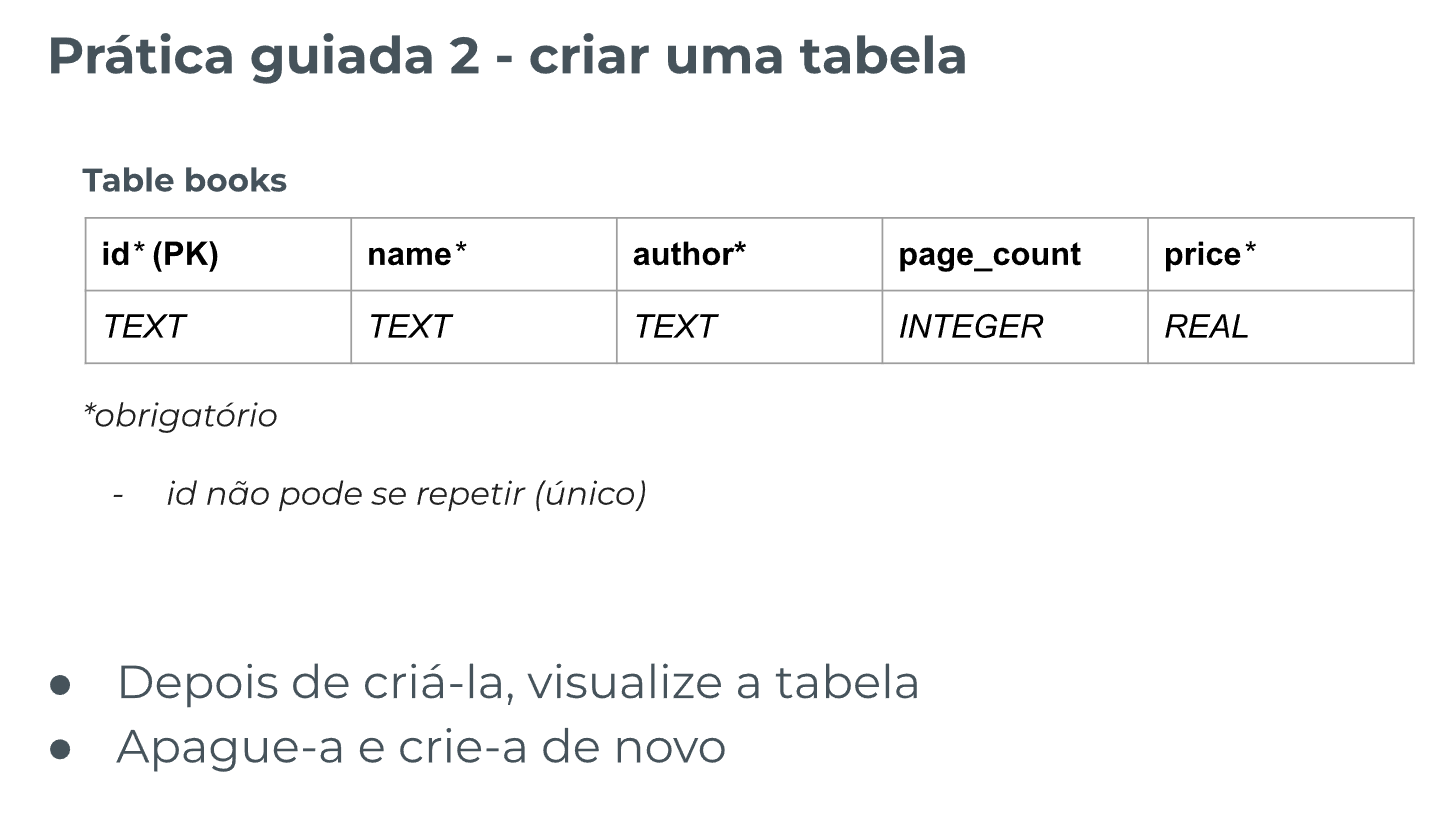 Prática guiada 2 - criar uma tabela
Table books
id* (PK) name* author* page_count price*
TEXT TEXT TEXT INTEGER REAL
*obrigatório
- id não pode se repetir (único)
● Depois de criá-la, visualize a tabela
● Apague-a e crie-a de novo